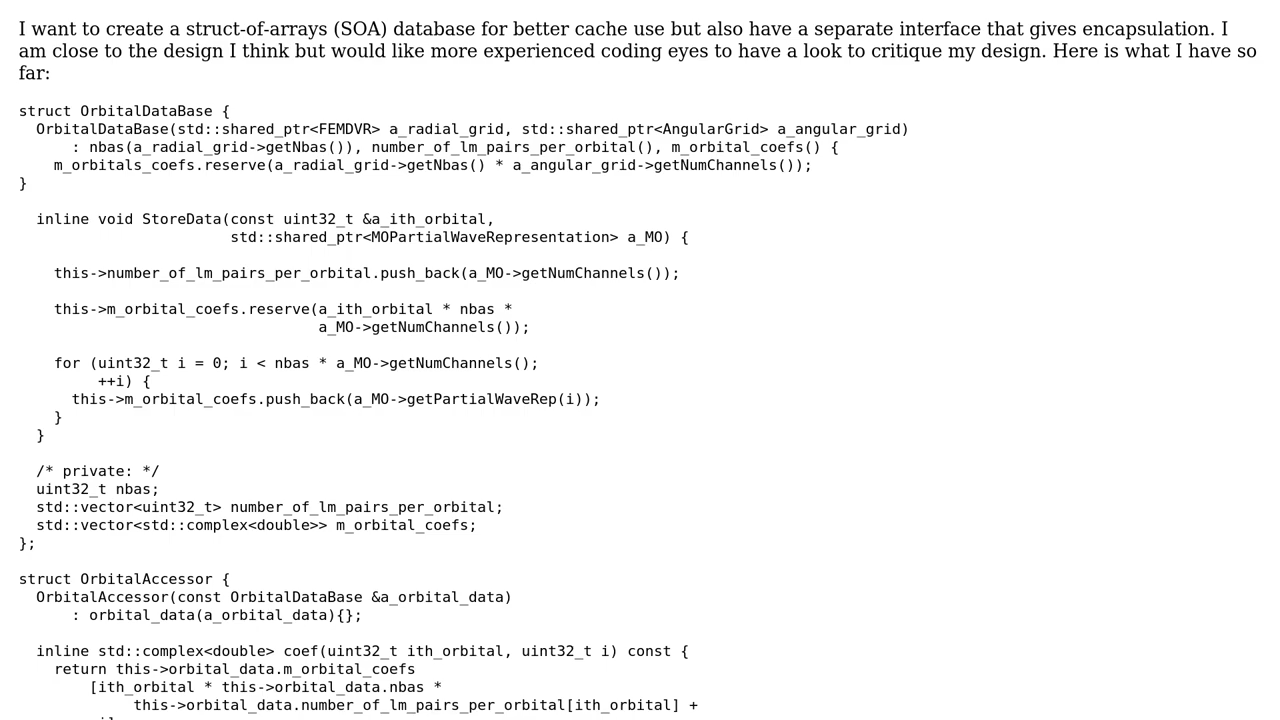 I want to create a struct-of-arrays (SOA) database for better cache use but also have a separate interface that gives encapsulation. I
am close to the design I think but would like more experienced coding eyes to have a look to critique my design. Here is what I have so
far:
struct OrbitalDataBase {
  OrbitalDataBase(std::shared_ptr<FEMDVR> a_radial_grid, std::shared_ptr<AngularGrid> a_angular_grid)
      : nbas(a_radial_grid->getNbas()), number_of_lm_pairs_per_orbital(), m_orbital_coefs() {
    m_orbitals_coefs.reserve(a_radial_grid->getNbas() * a_angular_grid->getNumChannels());
}
  inline void StoreData(const uint32_t &a_ith_orbital,
                        std::shared_ptr<MOPartialWaveRepresentation> a_MO) {
    this->number_of_lm_pairs_per_orbital.push_back(a_MO->getNumChannels());
    this->m_orbital_coefs.reserve(a_ith_orbital * nbas *
                                  a_MO->getNumChannels());
    for (uint32_t i = 0; i < nbas * a_MO->getNumChannels();
         ++i) {
      this->m_orbital_coefs.push_back(a_MO->getPartialWaveRep(i));
    }
  }
  /* private: */
  uint32_t nbas;
  std::vector<uint32_t> number_of_lm_pairs_per_orbital;
  std::vector<std::complex<double>> m_orbital_coefs;
};
struct OrbitalAccessor {
  OrbitalAccessor(const OrbitalDataBase &a_orbital_data)
      : orbital_data(a_orbital_data){};
  inline std::complex<double> coef(uint32_t ith_orbital, uint32_t i) const {
    return this->orbital_data.m_orbital_coefs
        [ith_orbital * this->orbital_data.nbas *
             this->orbital_data.number_of_lm_pairs_per_orbital[ith_orbital] +